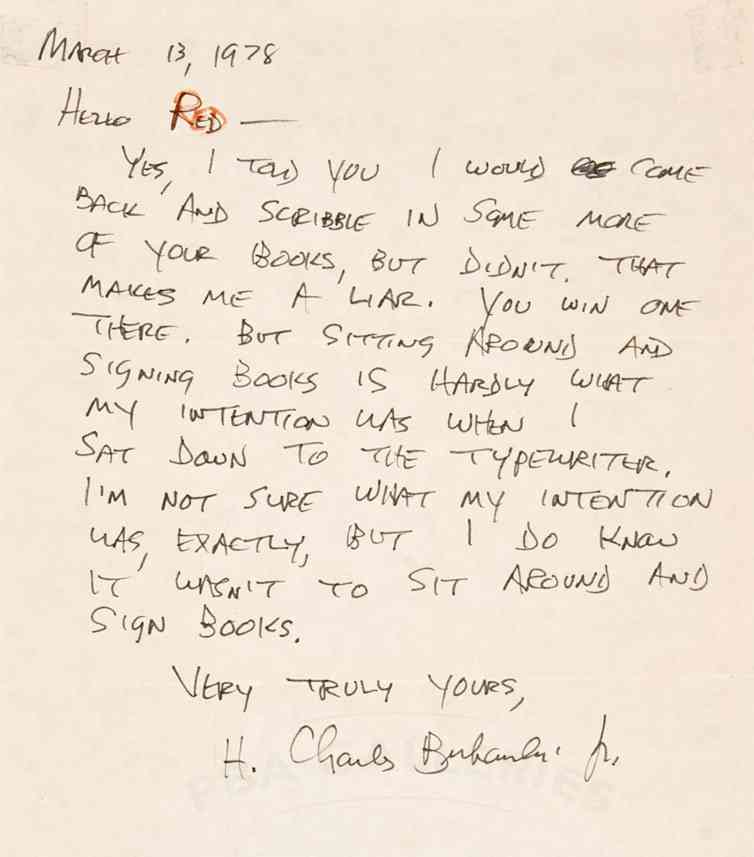 MARCH 13, 1978
HELLO RED —
YES, I TOLD YOU I WOULD COME
BACK AND SCRIBBLE IN SOME MORE
OF YOUR BOOKS, BUT DIDN'T. THAT
MAKES ME A LIAR. YOU WIN ONE
THERE. BUT SITTING AROUND AND
SIGNING BOOKS IS HARDLY WHAT
MY INTENTION WAS WHEN I
SAT DOWN TO THE TYPEWRITER.
I'M NOT SURE WHAT MY INTENTION
WAS, EXACTLY, BUT I DO KNOW
IT WASN'T TO SIT AROUND AND
SIGN BOOKS.
VERY TRULY YOURS,
H. Charles Jr.